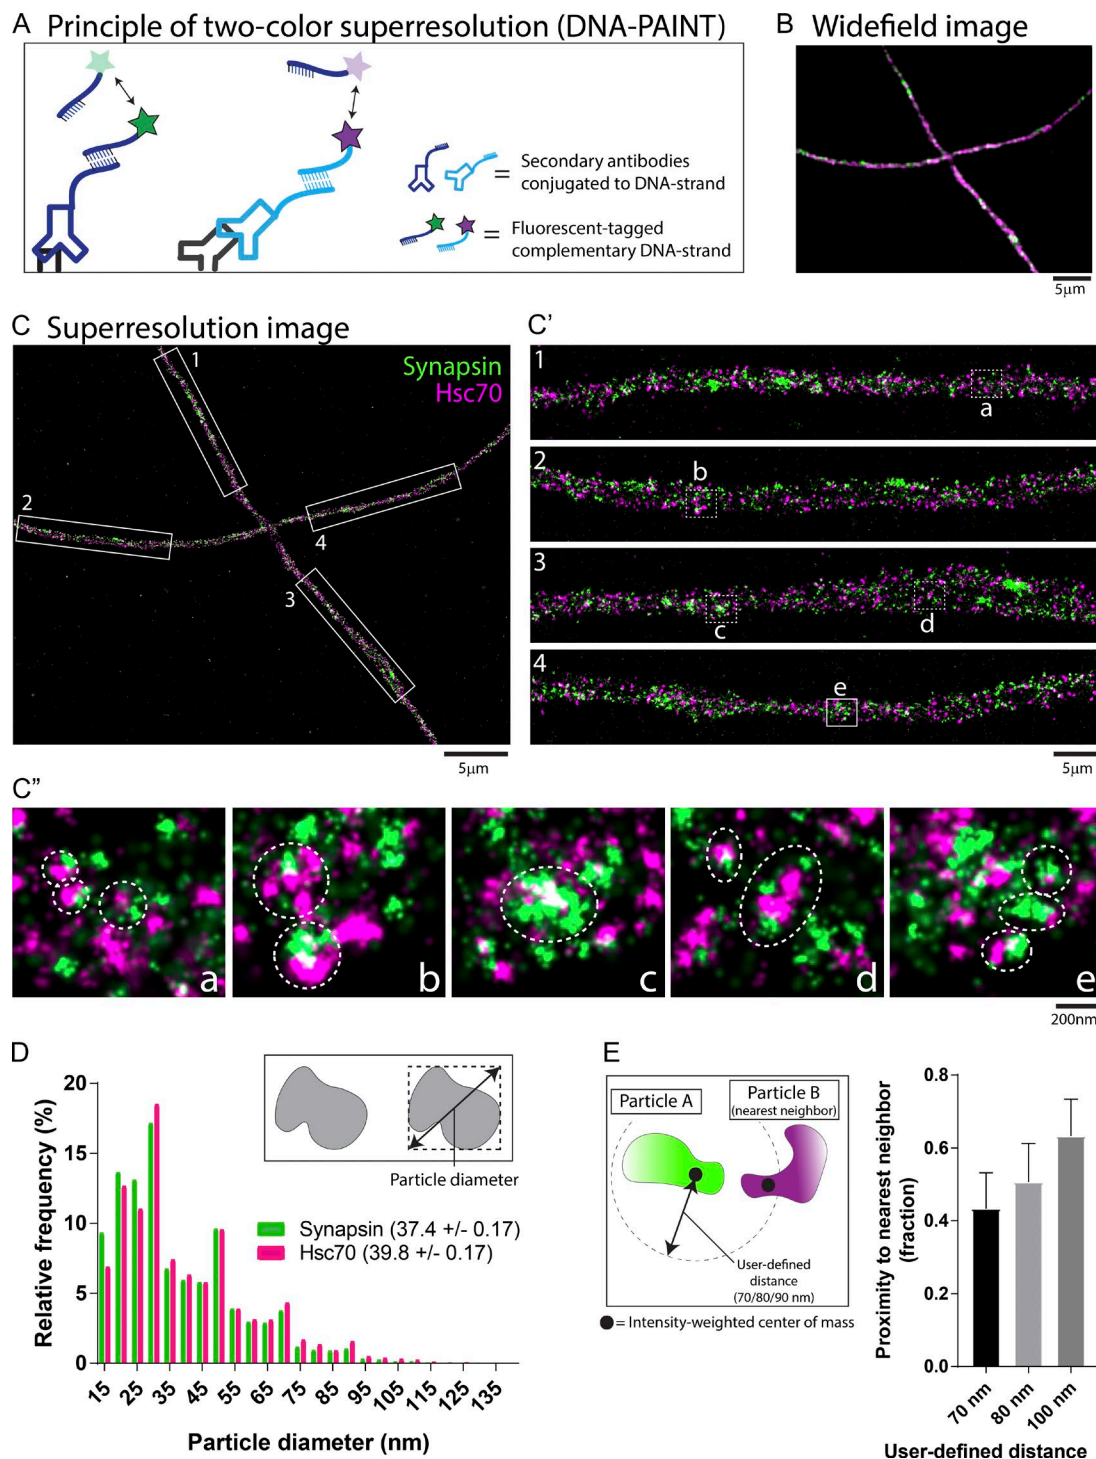 A Principle of two-color superresolution (DNA-PAINT)
= Secondary antibodies
conjugated to DNA-strand
= Fluorescent-tagged
complementary DNA-strand
B Widefield image
5μm
C Superresolution image
Synapsin
Hsc70
1
2
3
4
5μm
C’
1
a
2
b
3
c
d
4
e
5μm
C”
a
b
c
d
e
200nm
D
Relative frequency (%)
20
15
10
5
0
Particle diameter
Synapsin (37.4 +/- 0.17)
Hsc70 (39.8 +/- 0.17)
15 25 35 45 55 65 75 85 95 105 115 125 135
Particle diameter (nm)
E
Particle A
Particle B
(nearest neighbor)
User-defined
distance
(70/80/90 nm)
= Intensity-weighted center of mass
Proximity to nearest neighbor
(fraction)
0.8
0.6
0.4
0.2
0.0
70 nm 80 nm 100 nm
User-defined distance